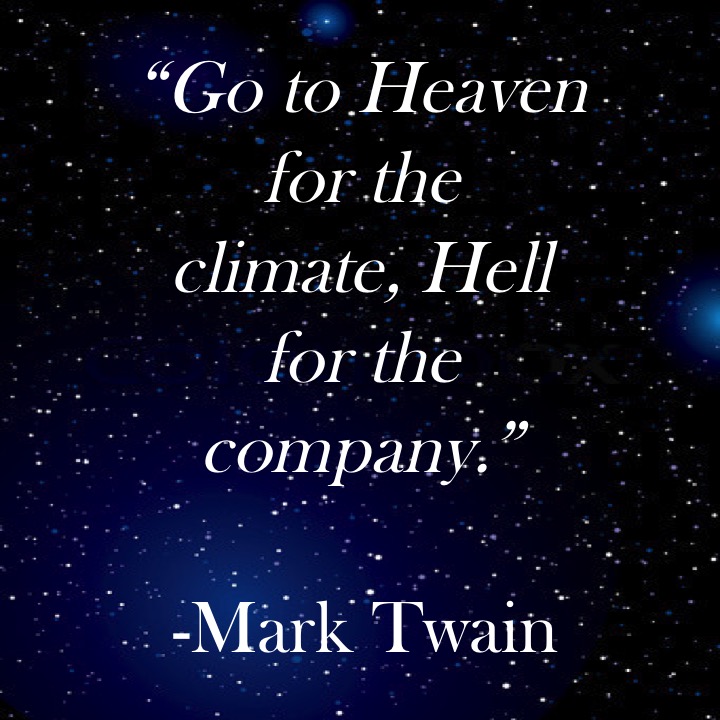 “Go to Heaven
for the
climate, Hell
for the
company.”
-Mark Twain